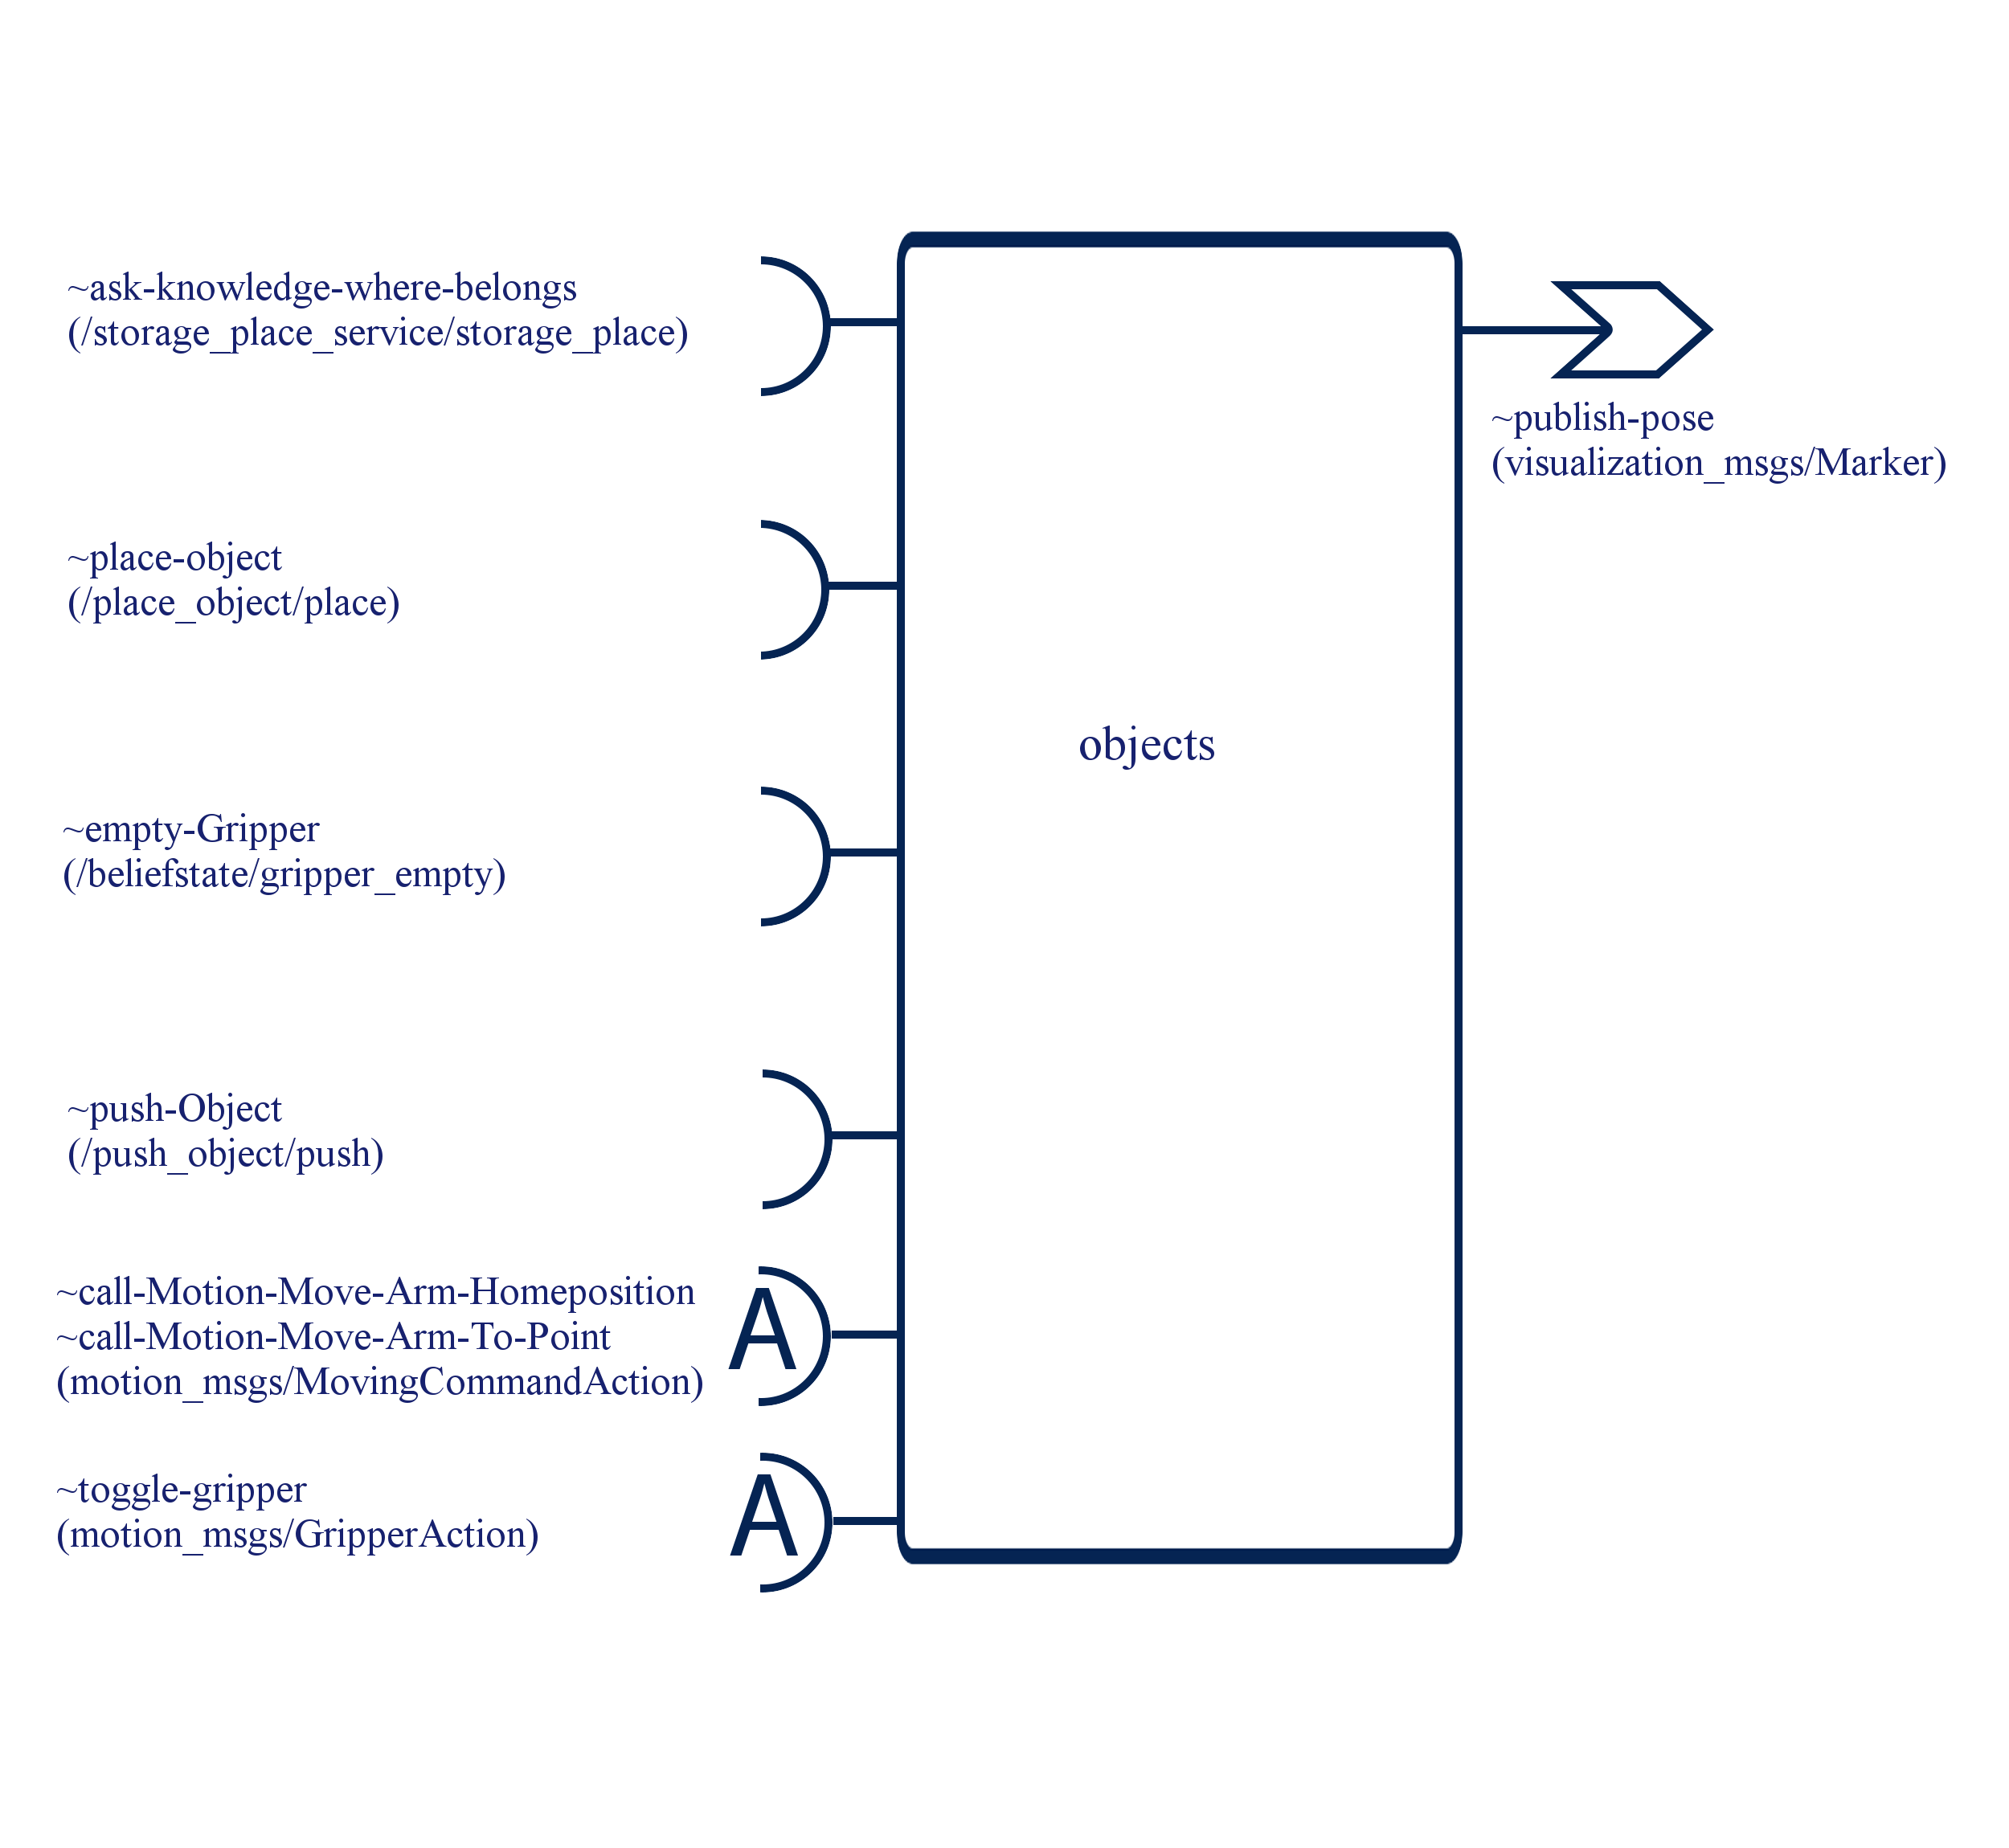 ~ask-knowledge-where-belongs
(/storage_place_service/storage_place)
~publish-pose
(visualization_msgs/Marker)
~place-object
(/place_object/place)
objects
~empty-Gripper
(/beliefstate/gripper_empty)
~push-Object
(/push_object/push)
~call-Motion-Move-Arm-Homeposition
~call-Motion-Move-Arm-To-Point
(motion_msgs/MovingCommandAction)
A
~toggle-gripper
(motion_msgs/GripperAction)
A